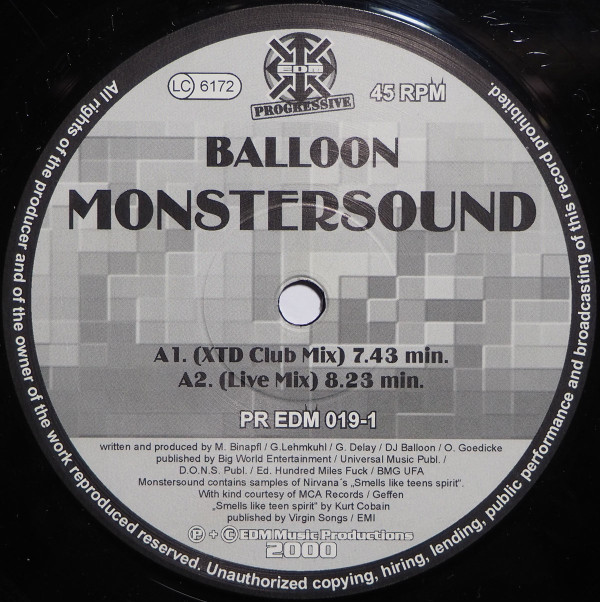 EDM
PROGRESSIVE
LC 6172
45 RPM
BALLOON
MONSTERSOUND
A1. (XTD Club Mix) 7.43 min.
A2. (Live Mix) 8.23 min.
PR EDM 019-1
written and produced by M. Binapfl / G.Lehmkuhl / G. Delay / DJ Balloon / O. Goedicke
published by Big World Entertainment / Universal Music Publ. /
D.O.N.S. Publ. / Ed. Hundred Miles Fuck / BMG UFA
Monstersound contains samples of Nirvana´s „Smells like teens spirit“.
With kind courtesy of MCA Records / Geffen
„Smells like teen spirit“ by Kurt Cobain
published by Virgin Songs / EMI
℗ + © EDM Music Productions
2000
All rights of the producer and of the owner of the work reproduced reserved. Unauthorized copying, hiring, lending, public performance and broadcasting of this record prohibited.